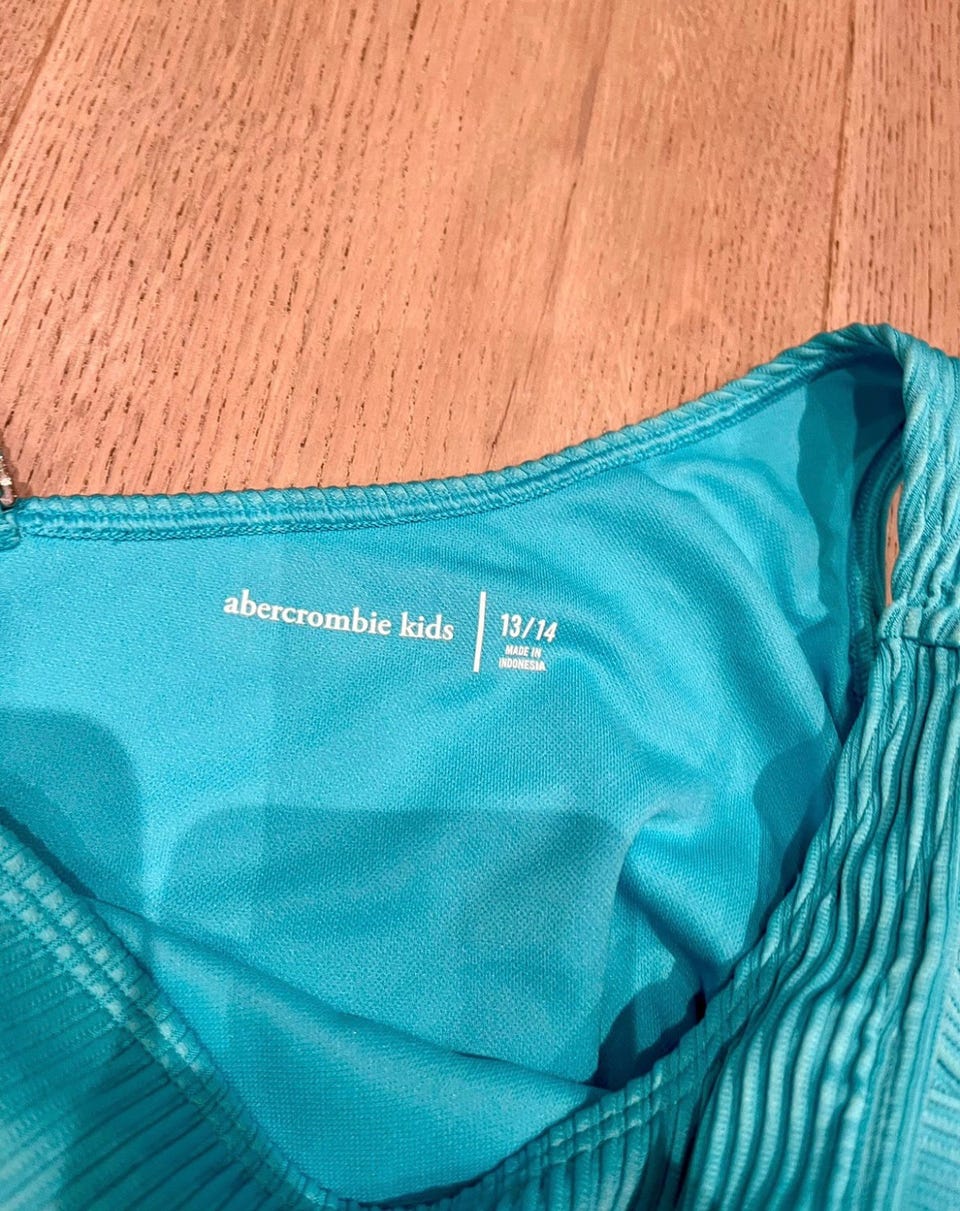 abercrombie kids
13/14
MADE IN
INDONESIA